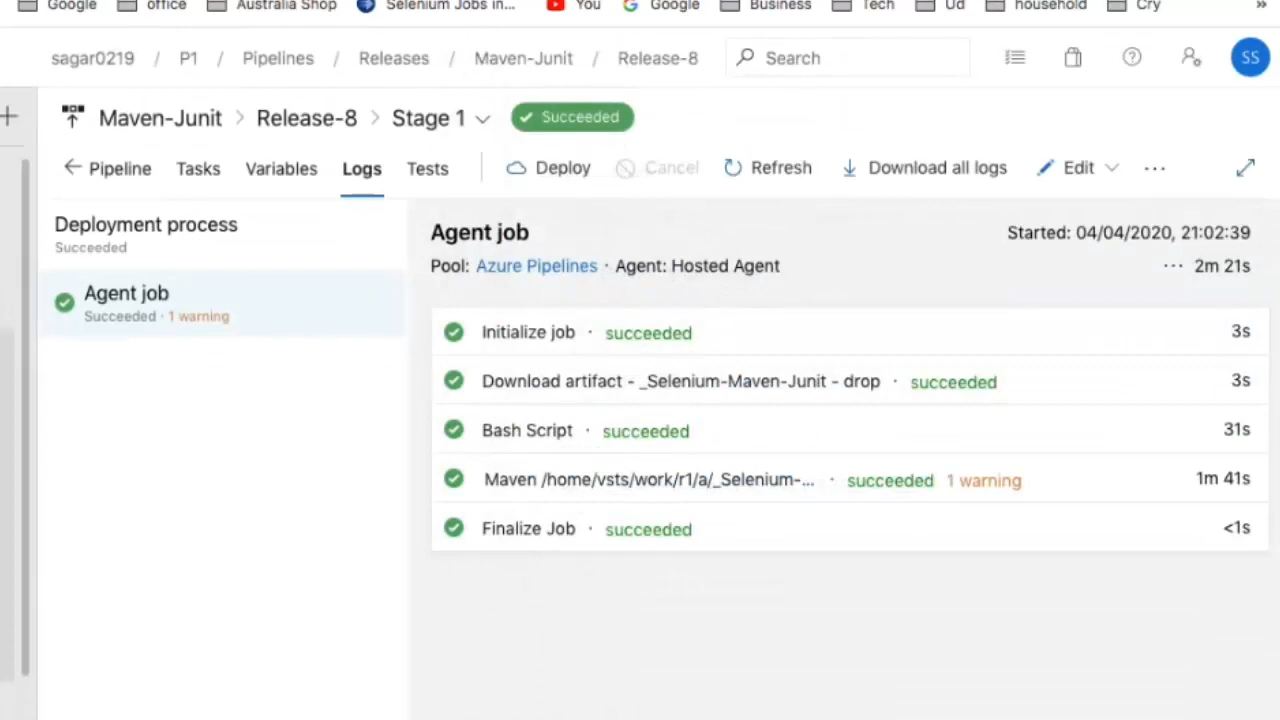 Google office Australia Shop Selenium Jobs in... You Google Business Tech Ud household Cry »
sagar0219 / P1 / Pipelines / Releases / Maven-Junit / Release-8 Search SS
Maven-Junit > Release-8 > Stage 1 Succeeded
Pipeline Tasks Variables Logs Tests Deploy Cancel Refresh Download all logs Edit ...
Deployment process
Succeeded
Agent job
Succeeded · 1 warning
Agent job Started: 04/04/2020, 21:02:39
Pool: Azure Pipelines · Agent: Hosted Agent ... 2m 21s
Initialize job · succeeded 3s
Download artifact - _Selenium-Maven-Junit - drop · succeeded 3s
Bash Script · succeeded 31s
Maven /home/vsts/work/r1/a/_Selenium-... · succeeded 1 warning 1m 41s
Finalize Job · succeeded <1s